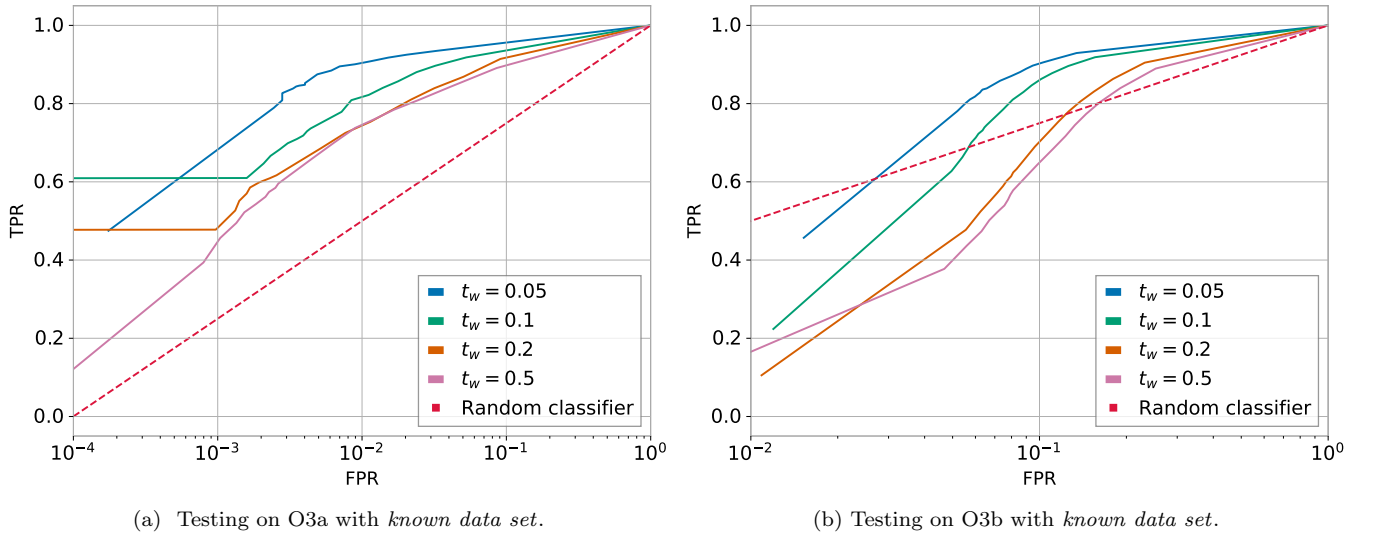 1.0
0.8
0.6
0.4
0.2
0.0
TPR
10⁻⁴
10⁻³
10⁻²
10⁻¹
10⁰
FPR
t_w = 0.05
t_w = 0.1
t_w = 0.2
t_w = 0.5
Random classifier
(a) Testing on O3a with known data set.
1.0
0.8
0.6
0.4
0.2
0.0
TPR
10⁻²
10⁻¹
10⁰
FPR
t_w = 0.05
t_w = 0.1
t_w = 0.2
t_w = 0.5
Random classifier
(b) Testing on O3b with known data set.